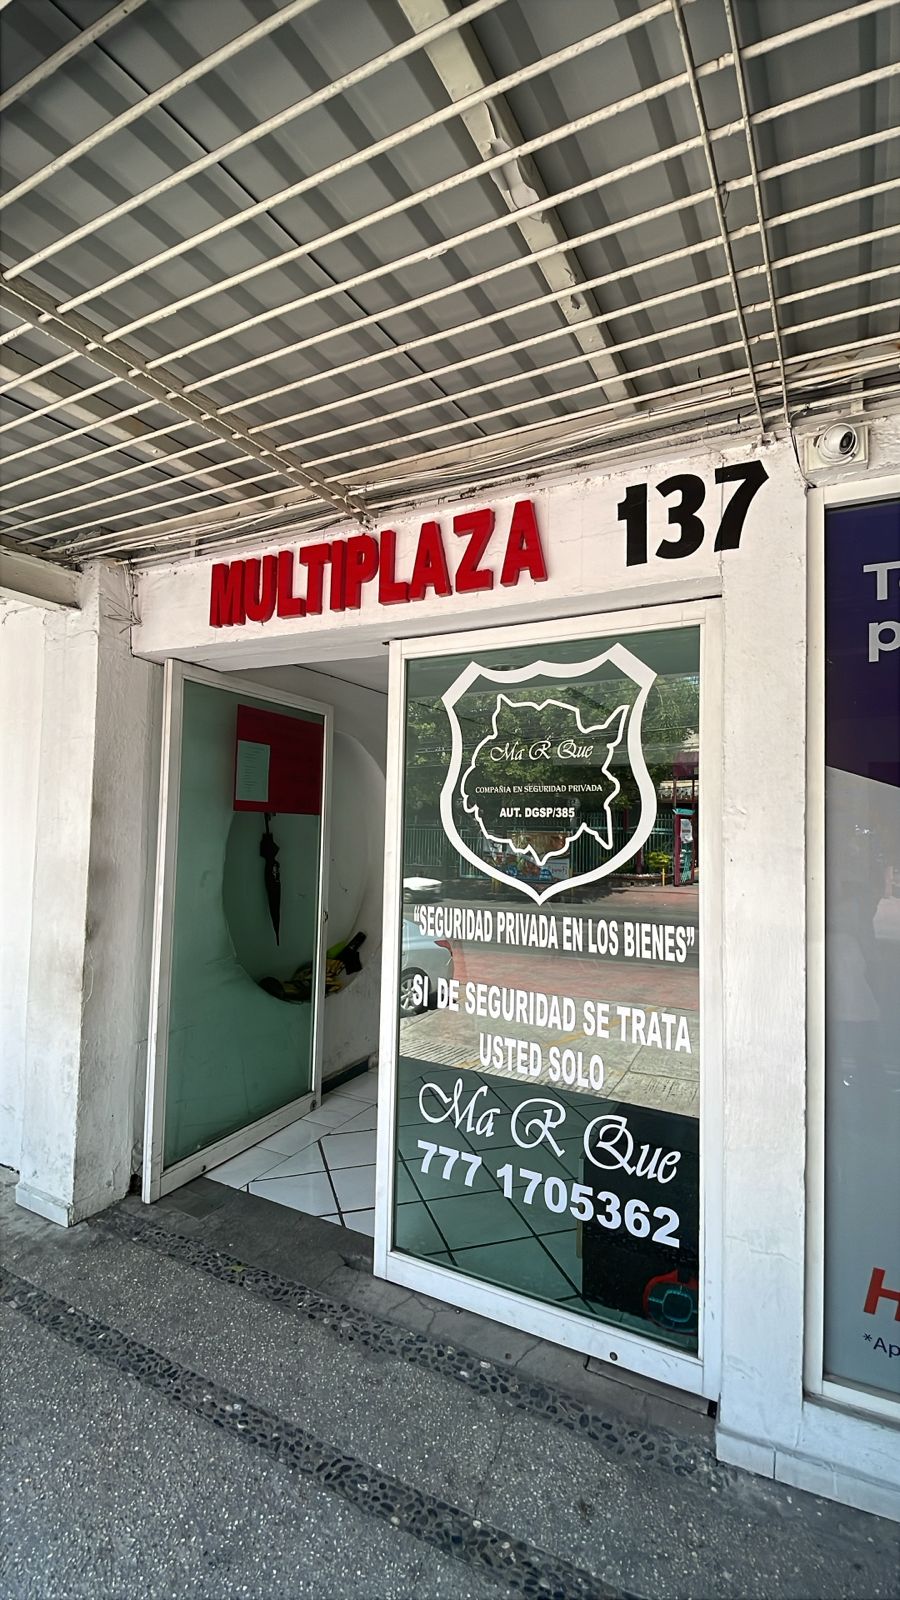 MULTIPLAZA 137
Ma R Que
COMPAÑIA EN SEGURIDAD PRIVADA
AUT. DGSP/385
"SEGURIDAD PRIVADA EN LOS BIENES"
SI DE SEGURIDAD SE TRATA
USTED SOLO
Ma R Que
777 1705362